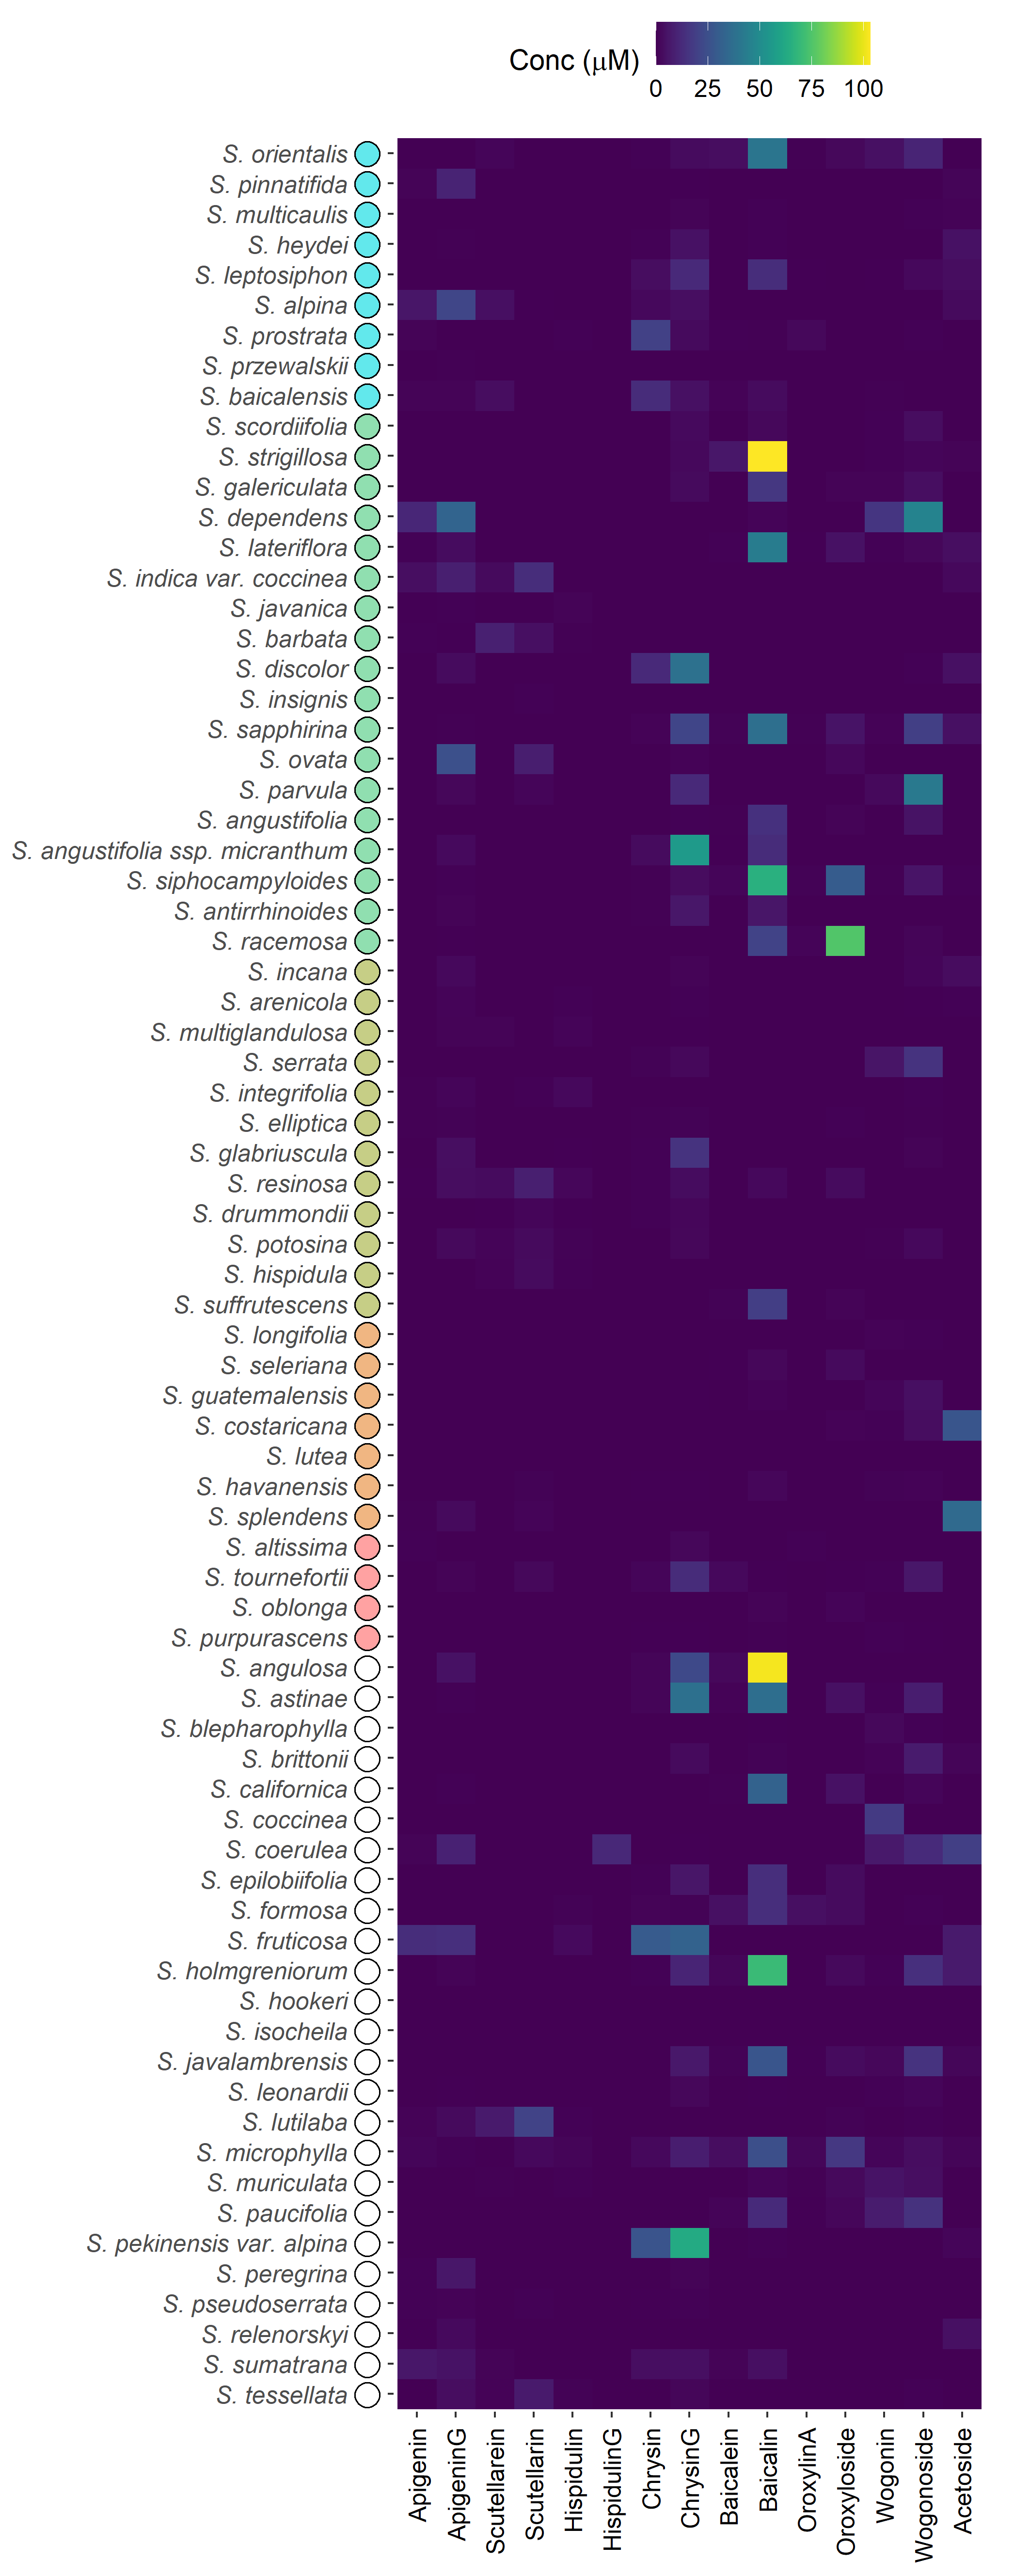 Conc (μM)
0 25 50 75 100
S. orientalis
S. pinnatifida
S. multicaulis
S. heydei
S. leptosiphon
S. alpina
S. prostrata
S. przewalskii
S. baicalensis
S. scordiifolia
S. strigillosa
S. galericulata
S. dependens
S. lateriflora
S. indica var. coccinea
S. javanica
S. barbata
S. discolor
S. insignis
S. sapphirina
S. ovata
S. parvula
S. angustifolia
S. angustifolia ssp. micranthum
S. siphocampyloides
S. antirrhinoides
S. racemosa
S. incana
S. arenicola
S. multiglandulosa
S. serrata
S. integrifolia
S. elliptica
S. glabriuscula
S. resinosa
S. drummondii
S. potosina
S. hispidula
S. suffrutescens
S. longifolia
S. seleriana
S. guatemalensis
S. costaricana
S. lutea
S. havanensis
S. splendens
S. altissima
S. tournefortii
S. oblonga
S. purpurascens
S. angulosa
S. astinae
S. blepharophylla
S. brittonii
S. californica
S. coccinea
S. coerulea
S. epilobiifolia
S. formosa
S. fruticosa
S. holmgreniorum
S. hookeri
S. isocheila
S. javalambrensis
S. leonardii
S. lutilaba
S. microphylla
S. muriculata
S. paucifolia
S. pekinensis var. alpina
S. peregrina
S. pseudoserrata
S. relenorskyi
S. sumatrana
S. tessellata
Apigenin
ApigeninG
Scutellarein
Scutellarin
Hispidulin
HispidulinG
Chrysin
ChrysinG
Baicalein
Baicalin
OroxylinA
Oroxyloside
Wogonin
Wogonoside
Acetoside